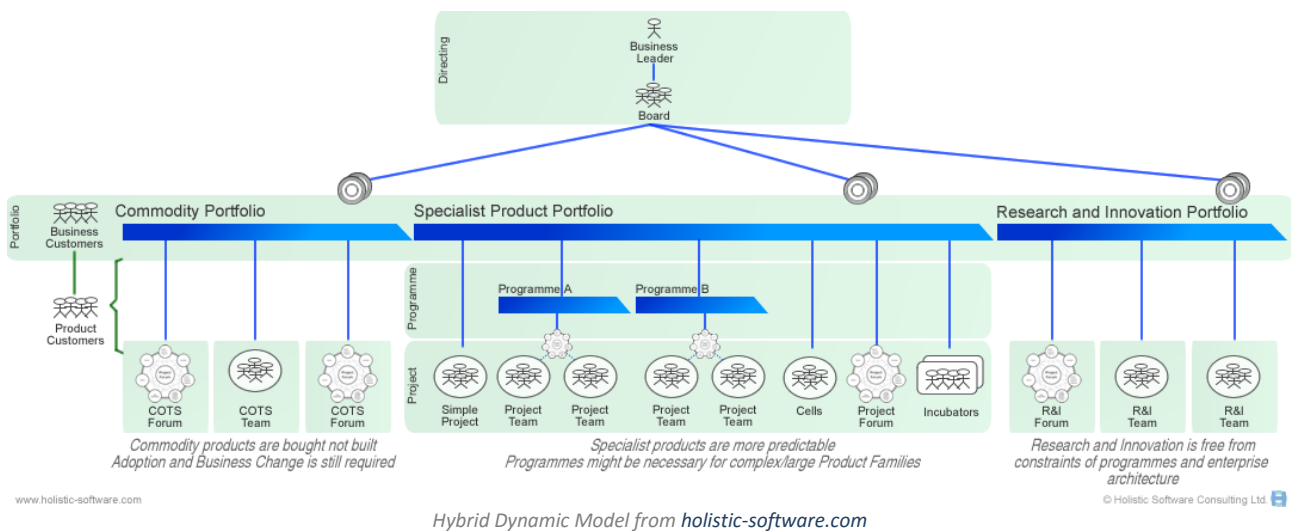 Directing
Business
Leader
Board
Portfolio
Business
Customers
Commodity Portfolio
Specialist Product Portfolio
Research and Innovation Portfolio
Product
Customers
Programme
Programme A
Programme B
Project
COTS
Forum
COTS
Team
COTS
Forum
Simple
Project
Project
Team
Project
Team
Project
Team
Project
Team
Cells
Project
Forum
Incubators
R&I
Forum
R&I
Team
R&I
Team
Commodity products are bought not built
Adoption and Business Change is still required
Specialist products are more predictable
Programmes might be necessary for complex/large Product Families
Research and Innovation is free from
constraints of programmes and enterprise
architecture
www.holistic-software.com
© Holistic Software Consulting Ltd.
Hybrid Dynamic Model from holistic-software.com